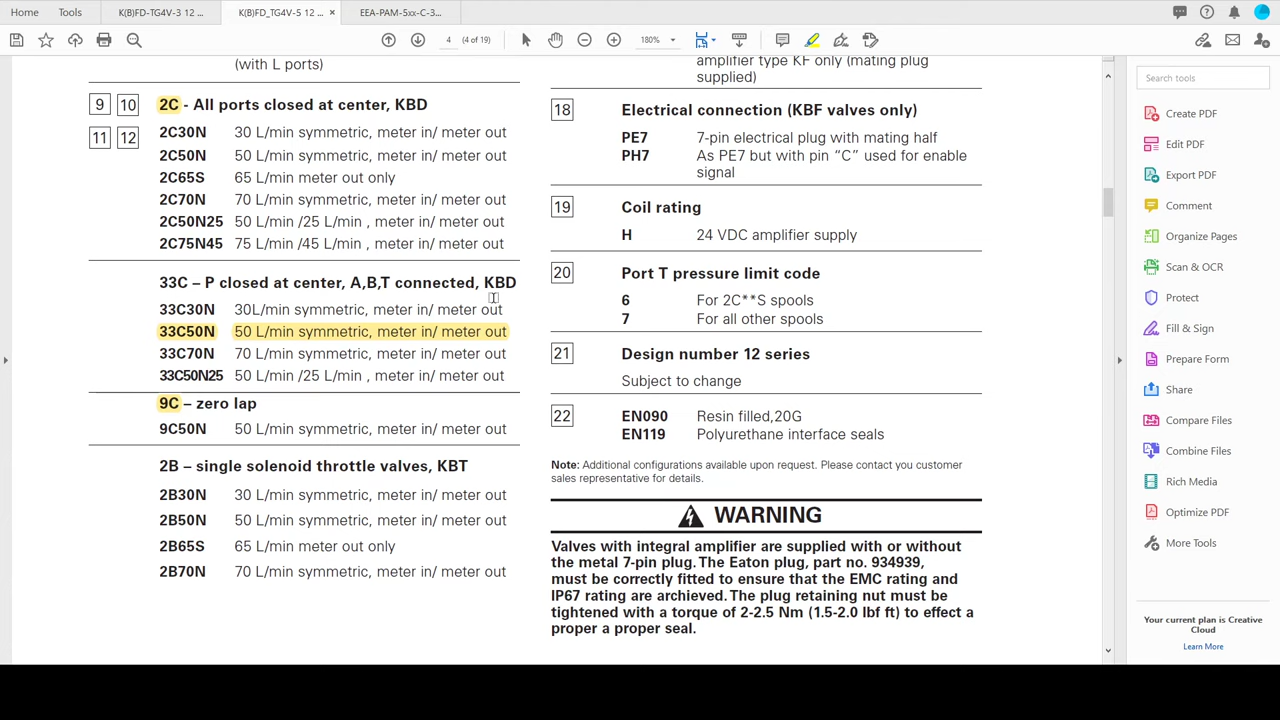 Home
Tools
K(B)FD-TG4V-3 12 ...
K(B)FD_TG4V-5 12 ... ×
EEA-PAM-5xx-C-3...
4
(4 of 19)
180%
(with L ports)
9 10
11 12
2C - All ports closed at center, KBD
2C30N 30 L/min symmetric, meter in/ meter out
2C50N 50 L/min symmetric, meter in/ meter out
2C65S 65 L/min meter out only
2C70N 70 L/min symmetric, meter in/ meter out
2C50N25 50 L/min /25 L/min , meter in/ meter out
2C75N45 75 L/min /45 L/min , meter in/ meter out
33C – P closed at center, A,B,T connected, KBD
33C30N 30L/min symmetric, meter in/ meter out
33C50N 50 L/min symmetric, meter in/ meter out
33C70N 70 L/min symmetric, meter in/ meter out
33C50N25 50 L/min /25 L/min , meter in/ meter out
9C – zero lap
9C50N 50 L/min symmetric, meter in/ meter out
2B – single solenoid throttle valves, KBT
2B30N 30 L/min symmetric, meter in/ meter out
2B50N 50 L/min symmetric, meter in/ meter out
2B65S 65 L/min meter out only
2B70N 70 L/min symmetric, meter in/ meter out
amplifier type KF only (mating plug
supplied)
18 Electrical connection (KBF valves only)
PE7 7-pin electrical plug with mating half
PH7 As PE7 but with pin “C” used for enable
signal
19 Coil rating
H 24 VDC amplifier supply
20 Port T pressure limit code
6 For 2C**S spools
7 For all other spools
21 Design number 12 series
Subject to change
22 EN090 Resin filled,20G
EN119 Polyurethane interface seals
Note: Additional configurations available upon request. Please contact you customer
sales representative for details.
WARNING
Valves with integral amplifier are supplied with or without
the metal 7-pin plug. The Eaton plug, part no. 934939,
must be correctly fitted to ensure that the EMC rating and
IP67 rating are archieved. The plug retaining nut must be
tightened with a torque of 2-2.5 Nm (1.5-2.0 lbf ft) to effect a
proper a proper seal.
Search tools
Create PDF
Edit PDF
Export PDF
Comment
Organize Pages
Scan & OCR
Protect
Fill & Sign
Prepare Form
Share
Compare Files
Combine Files
Rich Media
Optimize PDF
More Tools
Your current plan is Creative
Cloud
Learn More